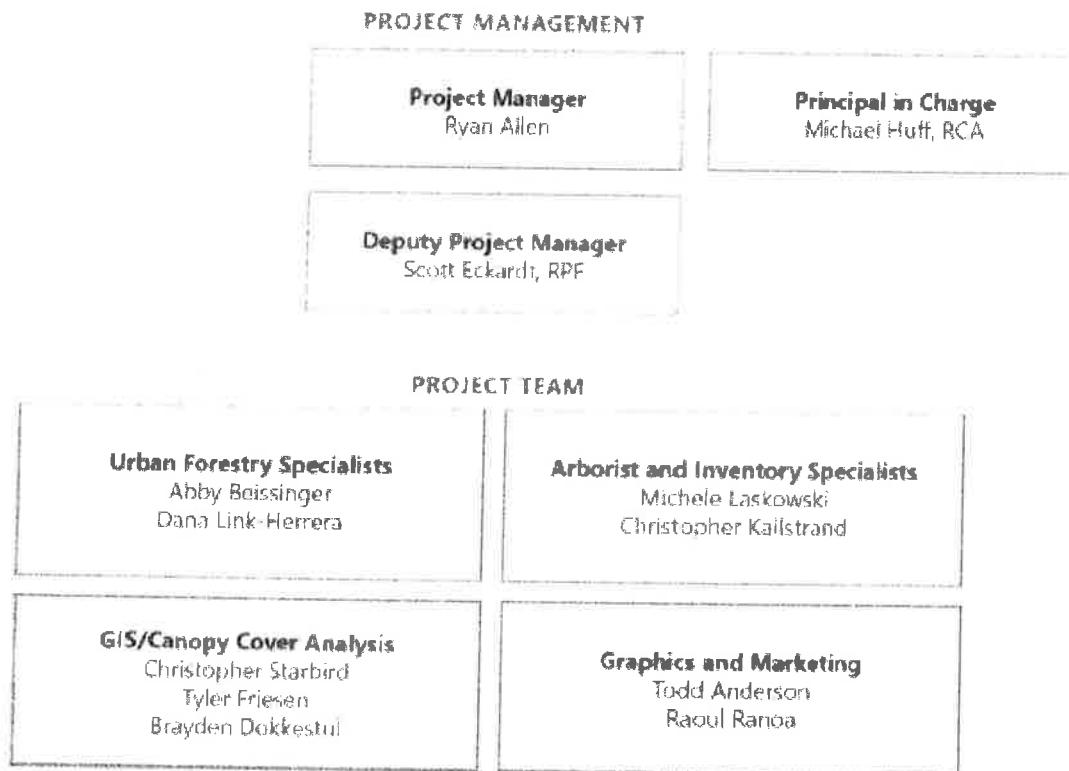 PROJECT MANAGEMENT
Project Manager
Ryan Allen
Principal in Charge
Michael Huff, RCA
Deputy Project Manager
Scott Eckardt, RPF
PROJECT TEAM
Urban Forestry Specialists
Abby Beissinger
Dana Link-Herrera
Arborist and Inventory Specialists
Michele Laskowski
Christopher Kallstrand
GIS/Canopy Cover Analysis
Christopher Starbird
Tyler Friesen
Brayden Dokkestul
Graphics and Marketing
Todd Anderson
Raoul Ranoa